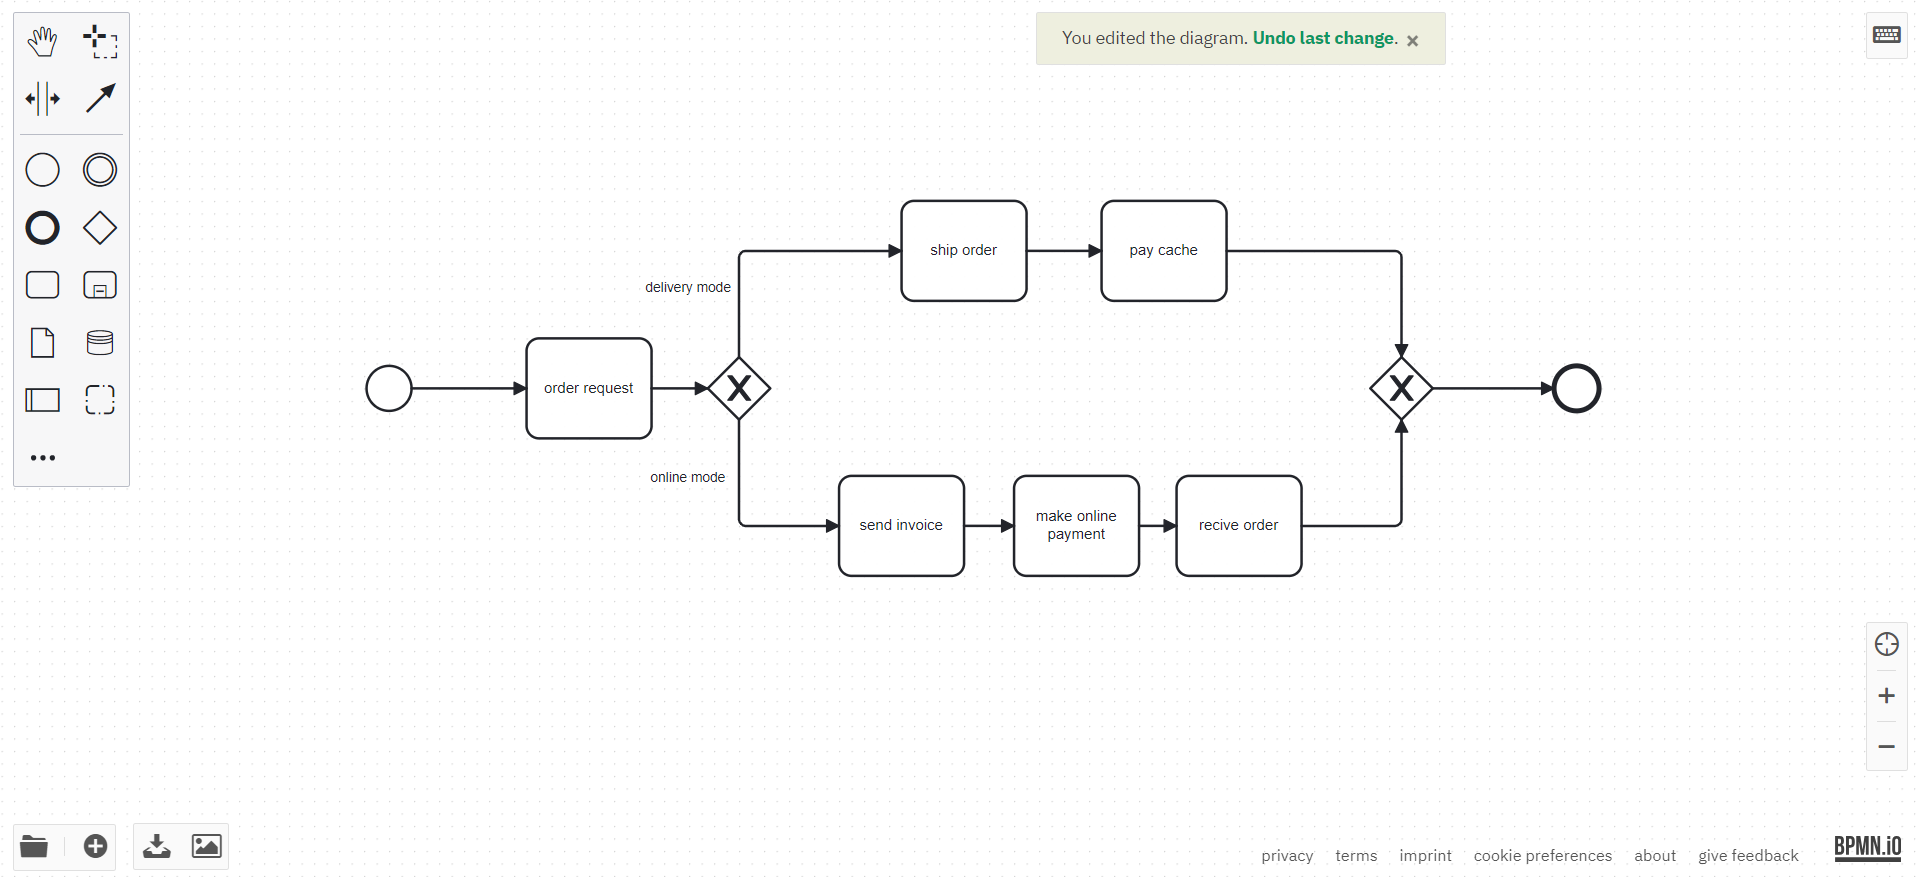 You edited the diagram. Undo last change.
ship order
pay cache
delivery mode
order request
online mode
send invoice
make online
payment
recive order
privacy terms imprint cookie preferences about give feedback
BPMN.iO